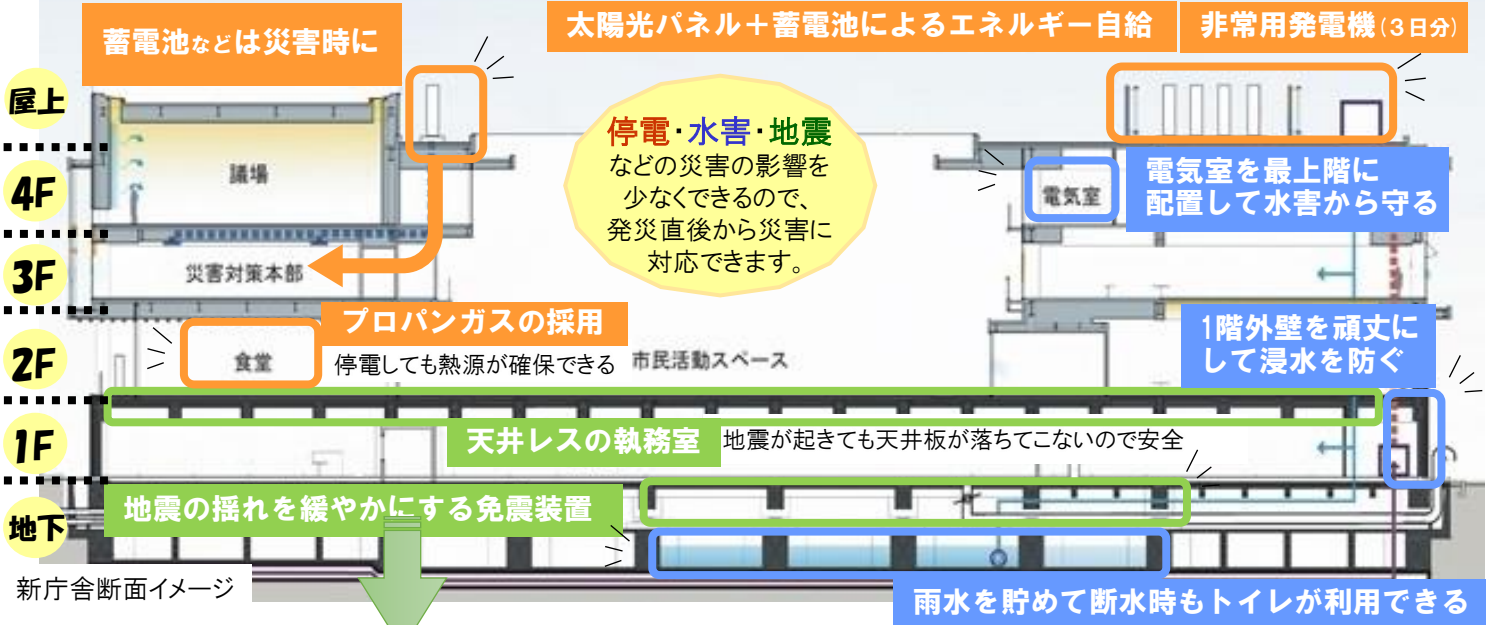 蓄電池などは災害時に
太陽光パネル＋蓄電池によるエネルギー自給
非常用発電機(３日分)
屋上
停電・水害・地震
などの災害の影響を
少なくできるので、
発災直後から災害に
対応できます。
議場
4F
電気室
電気室を最上階に
配置して水害から守る
3F
災害対策本部
プロパンガスの採用
停電しても熱源が確保できる
1階外壁を頑丈に
して浸水を防ぐ
2F
食堂
市民活動スペース
天井レスの執務室
地震が起きても天井板が落ちてこないので安全
1F
地震の揺れを緩やかにする免震装置
地下
新庁舎断面イメージ
雨水を貯めて断水時もトイレが利用できる